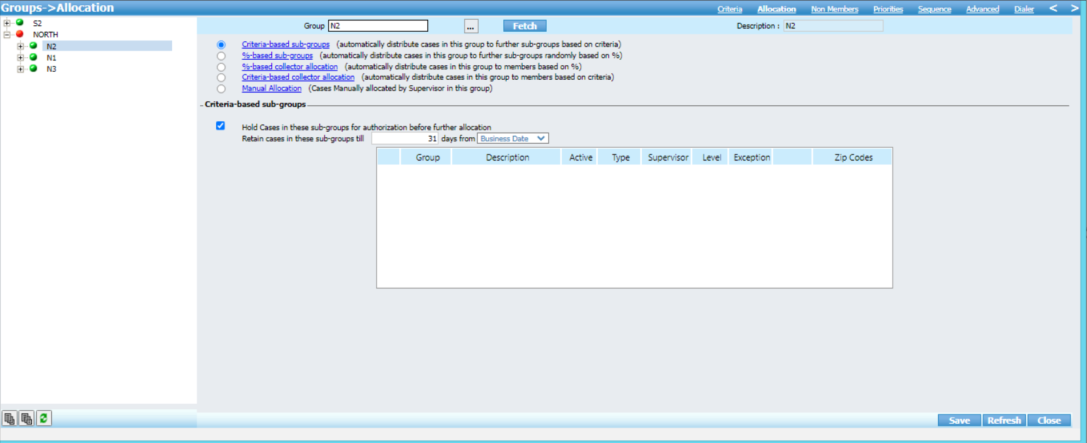 Groups->Allocation
Criteria Allocation Non Members Priorities Sequence Advanced Dialer < >
S2
NORTH
N2
N1
N3
Group N2 ... Fetch Description : N2
Criteria-based sub-groups (automatically distribute cases in this group to further sub-groups based on criteria)
%-based sub-groups (automatically distribute cases in this group to further sub-groups randomly based on %)
%-based collector allocation (automatically distribute cases in this group to members based on %)
Criteria-based collector allocation (automatically distribute cases in this group to members based on criteria)
Manual Allocation (Cases Manually allocated by Supervisor in this group)
Criteria-based sub-groups
Hold Cases in these sub-groups for authorization before further allocation
Retain cases in these sub-groups till 31 days from Business Date
Group Description Active Type Supervisor Level Exception Zip Codes
Save Refresh Close